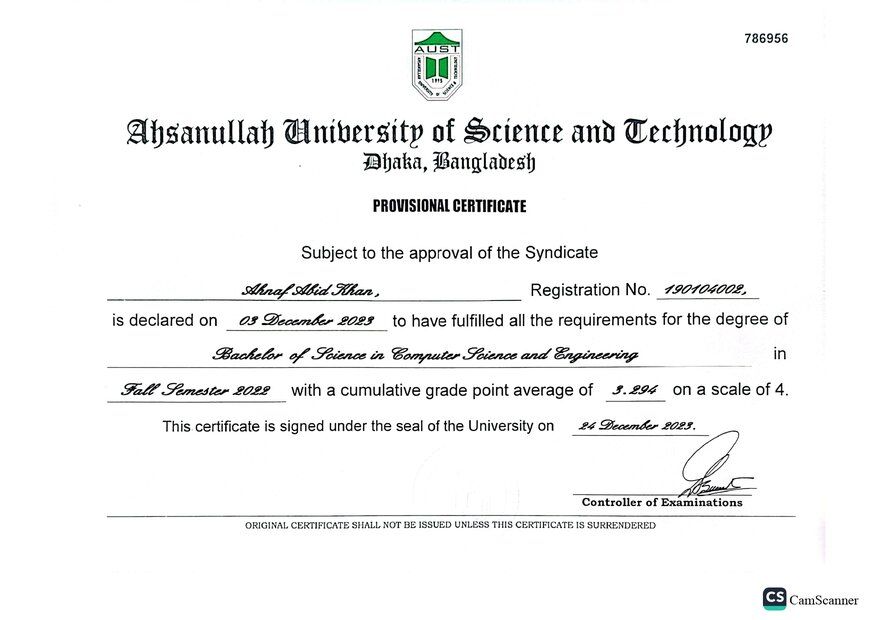 786956
AUST
1995
Ahsanullah University of Science and Technology
Dhaka, Bangladesh
PROVISIONAL CERTIFICATE
Subject to the approval of the Syndicate
Ahnaf Abid Khan, Registration No. 190104002,
is declared on 03 December 2023 to have fulfilled all the requirements for the degree of
Bachelor of Science in Computer Science and Engineering in
Fall Semester 2022 with a cumulative grade point average of 3.294 on a scale of 4.
This certificate is signed under the seal of the University on 24 December 2023.
Controller of Examinations
ORIGINAL CERTIFICATE SHALL NOT BE ISSUED UNLESS THIS CERTIFICATE IS SURRENDERED
CS CamScanner